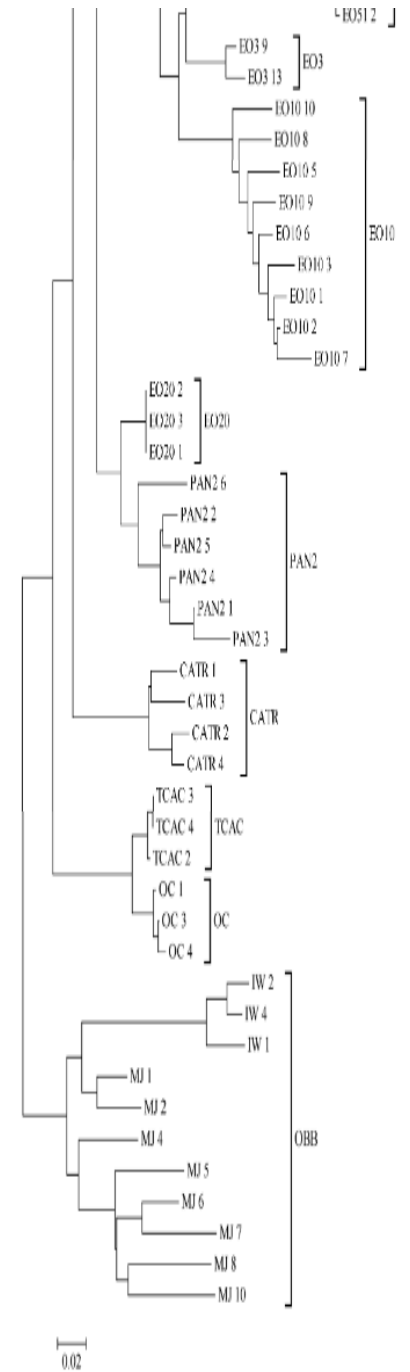 EO51 2
EO3 9
EO3
EO3 13
EO10 10
EO10 8
EO10 5
EO10 9
EO10 6
EO10
EO10 3
EO10 1
EO10 2
EO10 7
EO20 2
EO20 3
EO20
EO20 1
PAN2 6
PAN2 2
PAN2 5
PAN2
PAN2 4
PAN2 1
PAN2 3
CATR 1
CATR 3
CATR
CATR 2
CATR 4
TCAC 3
TCAC 4
TCAC
TCAC 2
OC 1
OC 3
OC
OC 4
IW 2
IW 4
IW 1
MJ 1
MJ 2
MJ 4
OBB
MJ 5
MJ 6
MJ 7
MJ 8
MJ 10
0.02